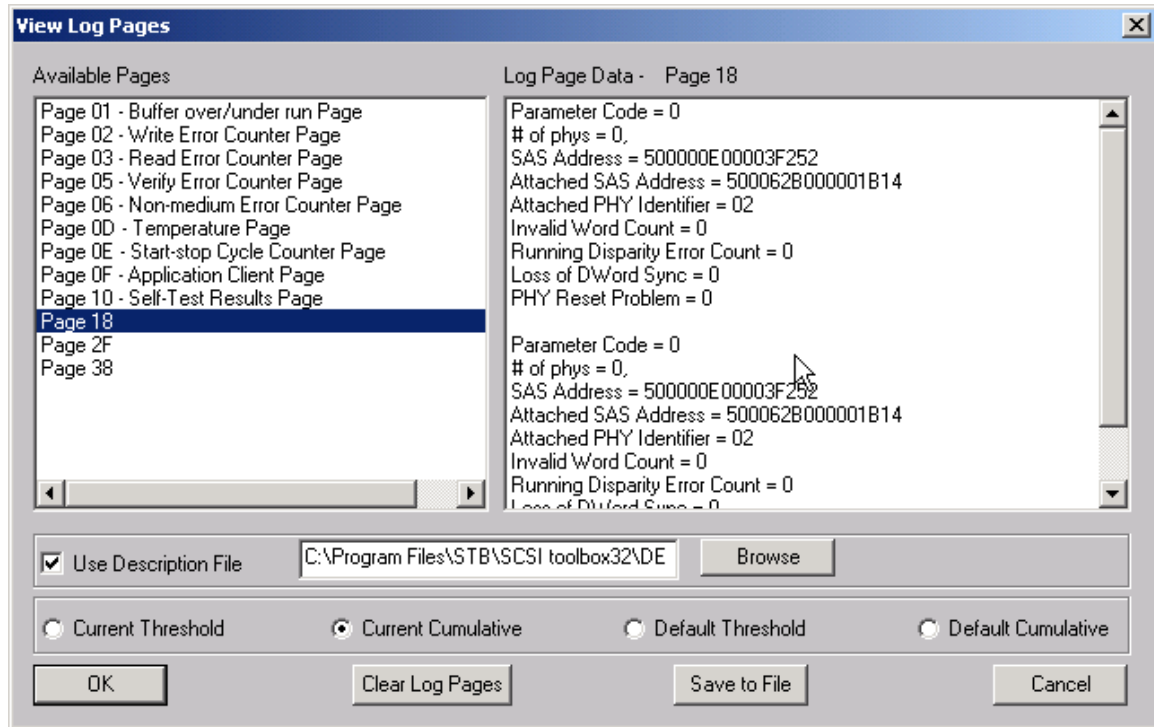 View Log Pages
Available Pages
Page 01 - Buffer over/under run Page
Page 02 - Write Error Counter Page
Page 03 - Read Error Counter Page
Page 05 - Verify Error Counter Page
Page 06 - Non-medium Error Counter Page
Page 0D - Temperature Page
Page 0E - Start-stop Cycle Counter Page
Page 0F - Application Client Page
Page 10 - Self-Test Results Page
Page 18
Page 2F
Page 38
Log Page Data -    Page 18
Parameter Code = 0
# of phys = 0,
SAS Address = 500000E00003F252
Attached SAS Address = 500062B000001B14
Attached PHY Identifier = 02
Invalid Word Count = 0
Running Disparity Error Count = 0
Loss of DWord Sync = 0
PHY Reset Problem = 0
Parameter Code = 0
# of phys = 0,
SAS Address = 500000E00003F252
Attached SAS Address = 500062B000001B14
Attached PHY Identifier = 02
Invalid Word Count = 0
Running Disparity Error Count = 0
Loss of DWord Sync = 0
Use Description File
C:\Program Files\STB\SCSI toolbox32\DE
Browse
Current Threshold
Current Cumulative
Default Threshold
Default Cumulative
OK
Clear Log Pages
Save to File
Cancel